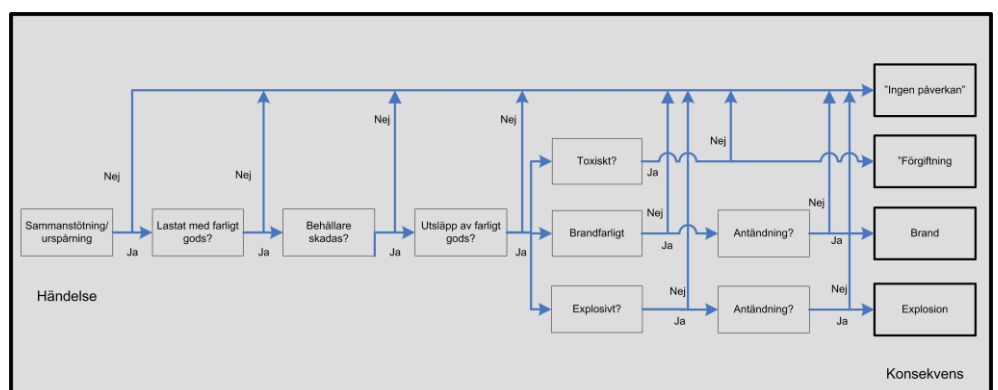 "Ingen påverkan"
Nej
Nej
Nej
Nej
Toxiskt?
Ja
Nej
"Förgiftning
Sammanstötning/
urspårning
Ja
Lastat med farligt
gods?
Ja
Behållare
skadas?
Ja
Utsläpp av farligt
gods?
Ja
Brandfarligt
Nej
Ja
Antändning?
Nej
Ja
Brand
Explosivt?
Nej
Ja
Antändning?
Nej
Ja
Explosion
Händelse
Konsekvens